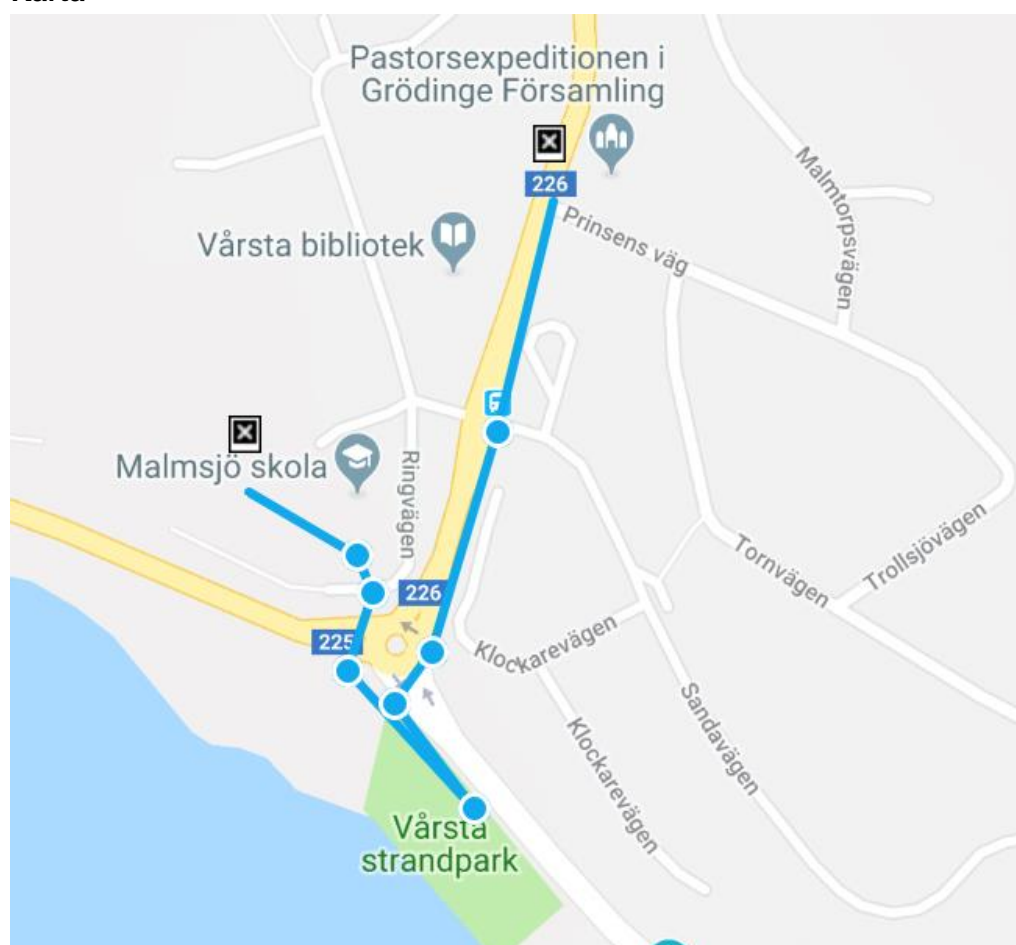 Pastorsexpeditionen i
Grödinge Församling
226
Malmtorpsvägen
Prinsens väg
Vårsta bibliotek
Malmsjö skola
Ringvägen
226
225
Klockarevägen
Tornvägen
Trollsjövägen
Sandavägen
Klockarevägen
Vårsta
strandpark